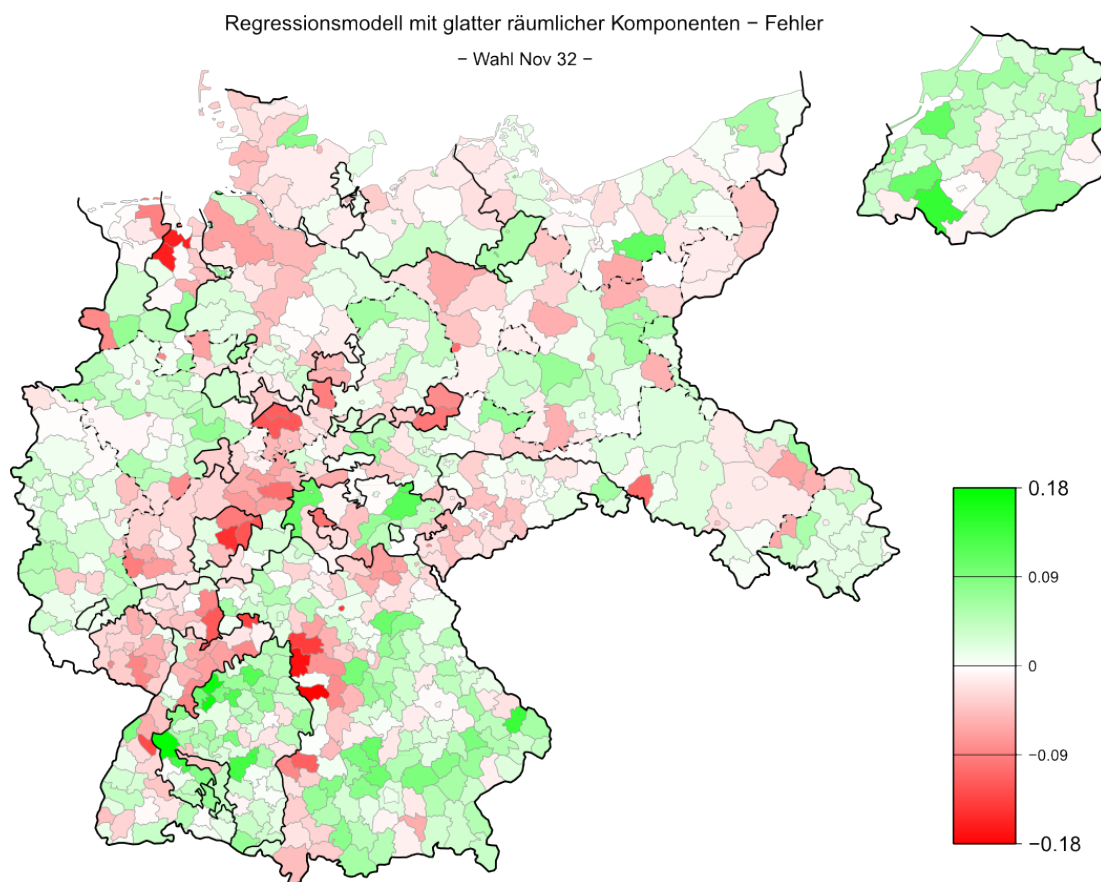 Regressionsmodell mit glatter räumlicher Komponenten − Fehler
− Wahl Nov 32 −
0.18
0.09
0
−0.09
−0.18